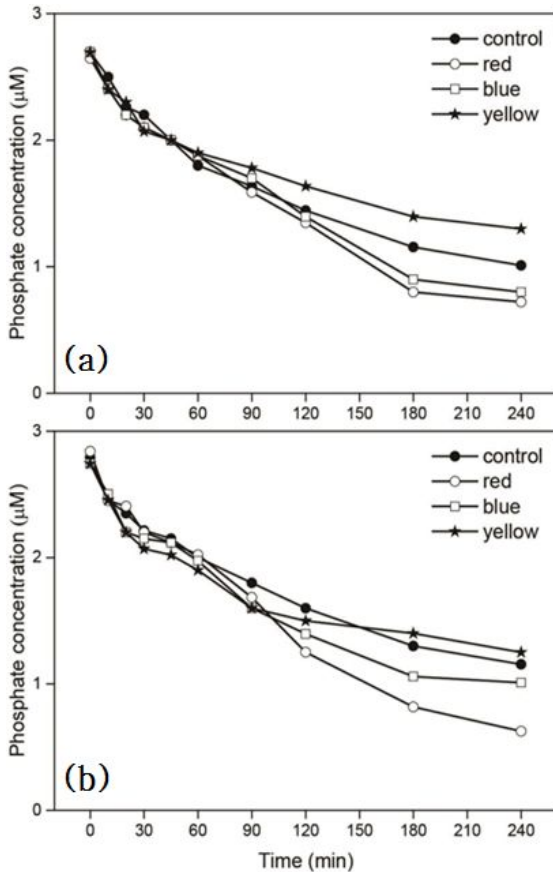 3
control
red
blue
yellow
2
Phosphate concentration (μM)
1
(a)
0
0 30 60 90 120 180 210 240
3
control
red
blue
yellow
2
Phosphate concentration (μM)
1
(b)
0
0 30 60 90 120 180 210 240
Time (min)